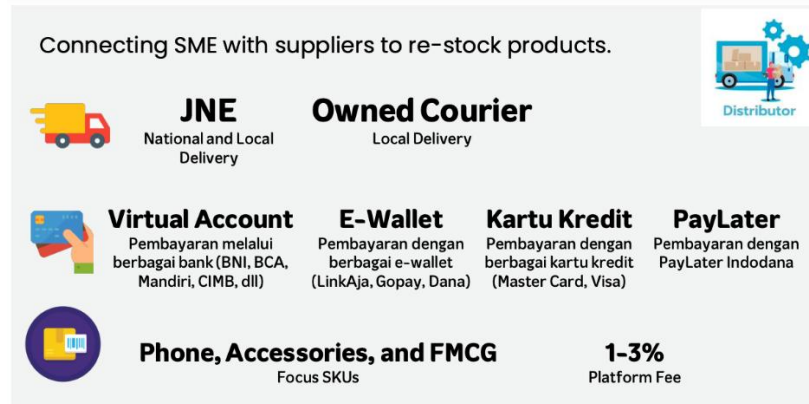 Connecting SME with suppliers to re-stock products.
Distributor
JNE
National and Local
Delivery
Owned Courier
Local Delivery
Virtual Account
Pembayaran melalui
berbagai bank (BNI, BCA,
Mandiri, CIMB, dll)
E-Wallet
Pembayaran dengan
berbagai e-wallet
(LinkAja, Gopay, Dana)
Kartu Kredit
Pembayaran dengan
berbagai kartu kredit
(Master Card, Visa)
PayLater
Pembayaran dengan
PayLater Indodana
Phone, Accessories, and FMCG
Focus SKUs
1-3%
Platform Fee